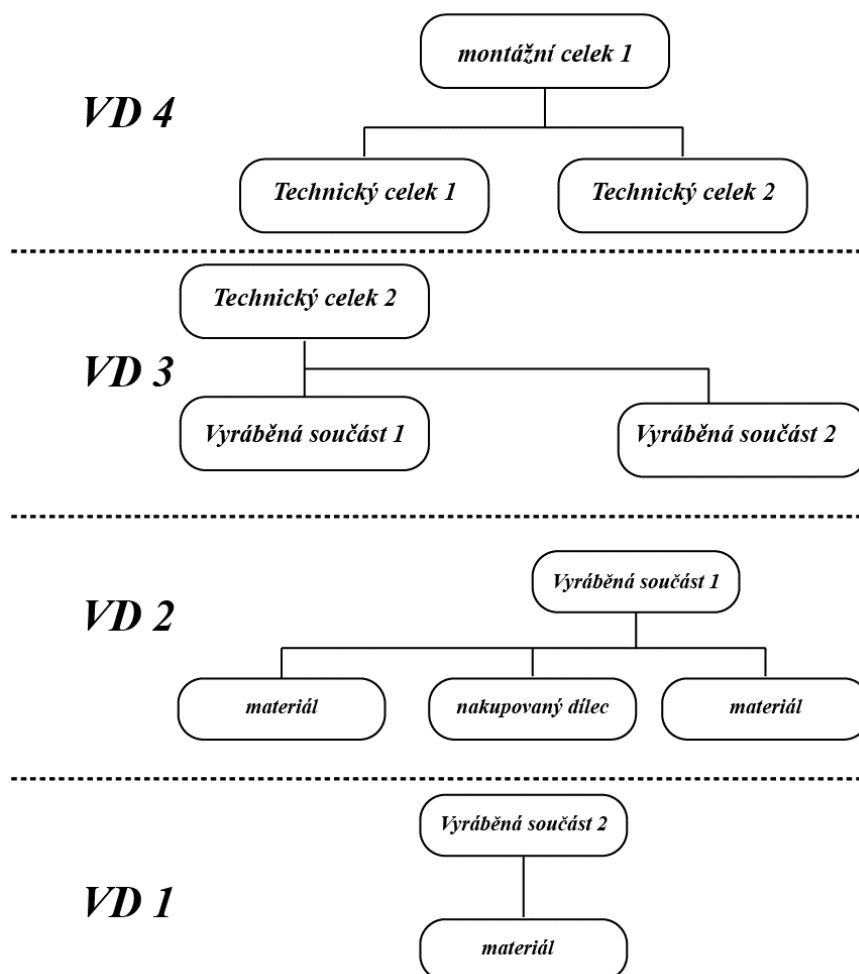 montážní celek 1
VD 4
Technický celek 1
Technický celek 2
Technický celek 2
VD 3
Vyráběná součást 1
Vyráběná součást 2
Vyráběná součást 1
VD 2
materiál
nakupovaný dílec
materiál
Vyráběná součást 2
VD 1
materiál